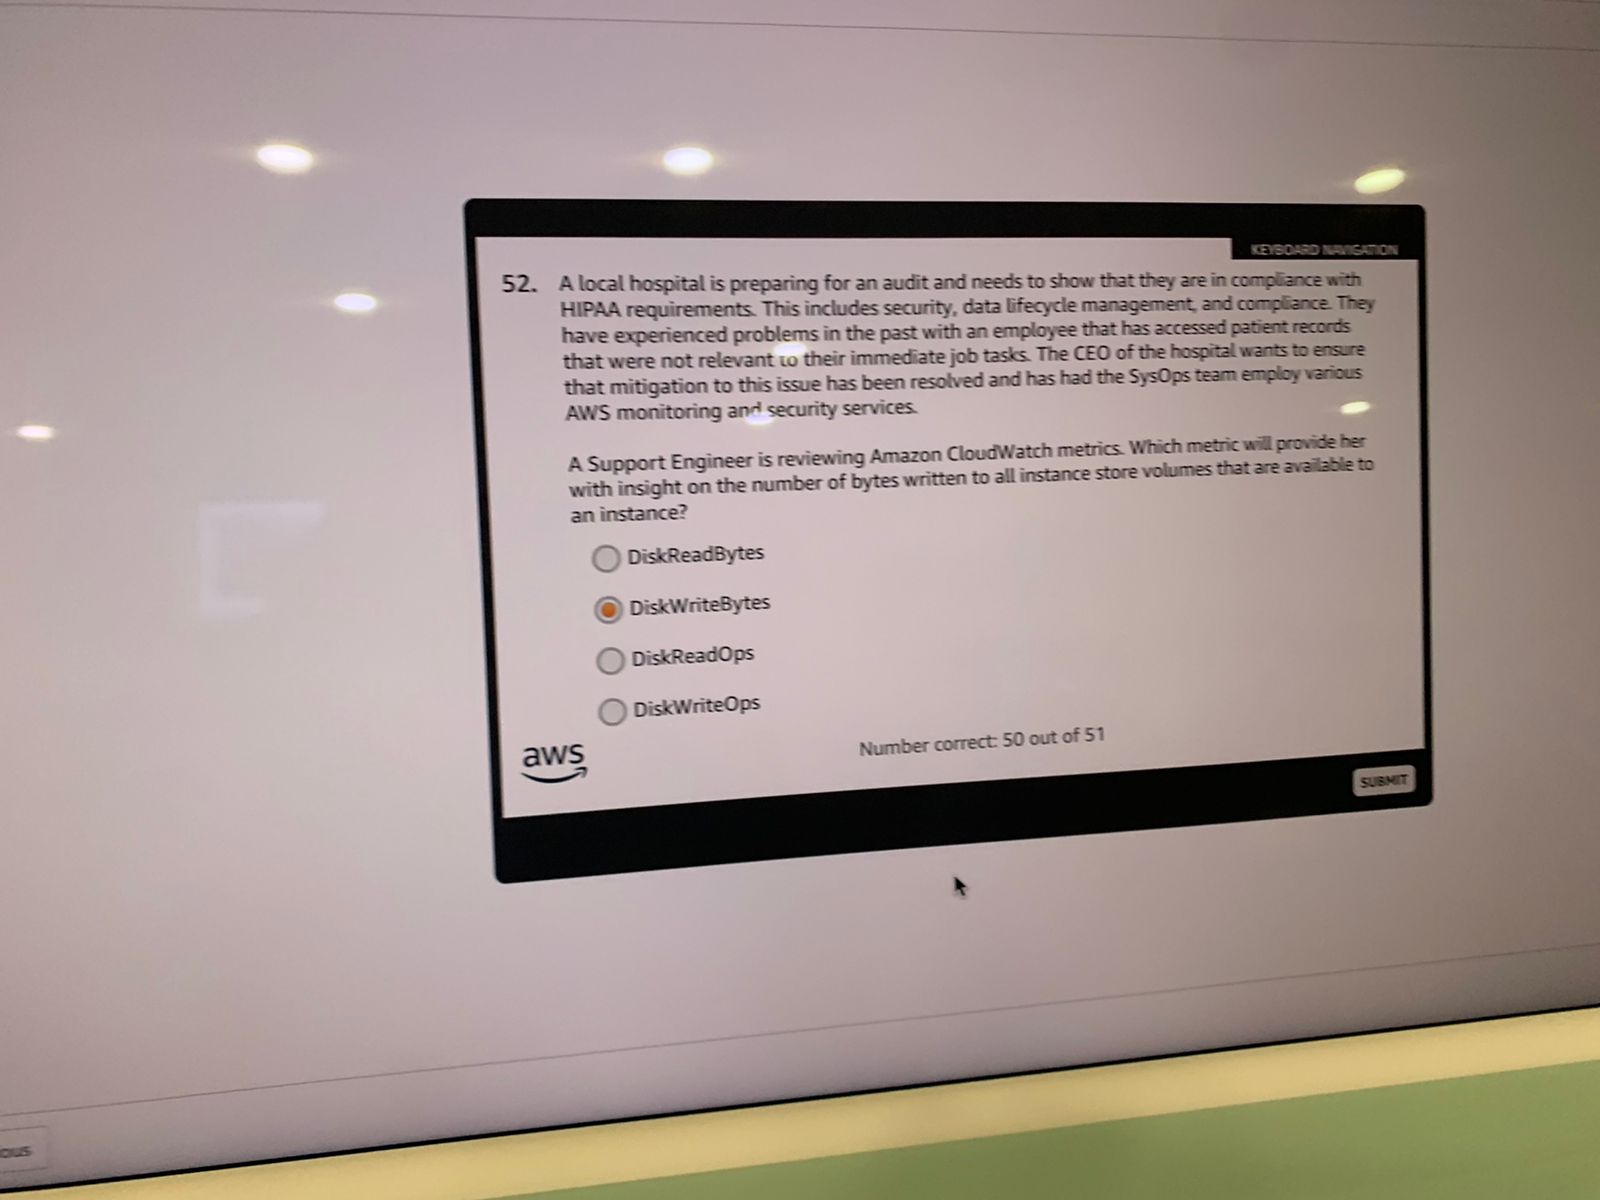 KEYBOARD NAVIGATION
52. A local hospital is preparing for an audit and needs to show that they are in compliance with
HIPAA requirements. This includes security, data lifecycle management, and compliance. They
have experienced problems in the past with an employee that has accessed patient records
that were not relevant to their immediate job tasks. The CEO of the hospital wants to ensure
that mitigation to this issue has been resolved and has had the SysOps team employ various
AWS monitoring and security services.
A Support Engineer is reviewing Amazon CloudWatch metrics. Which metric will provide her
with insight on the number of bytes written to all instance store volumes that are available to
an instance?
DiskReadBytes
DiskWriteBytes
DiskReadOps
DiskWriteOps
aws
Number correct: 50 out of 51
SUBMIT
ous